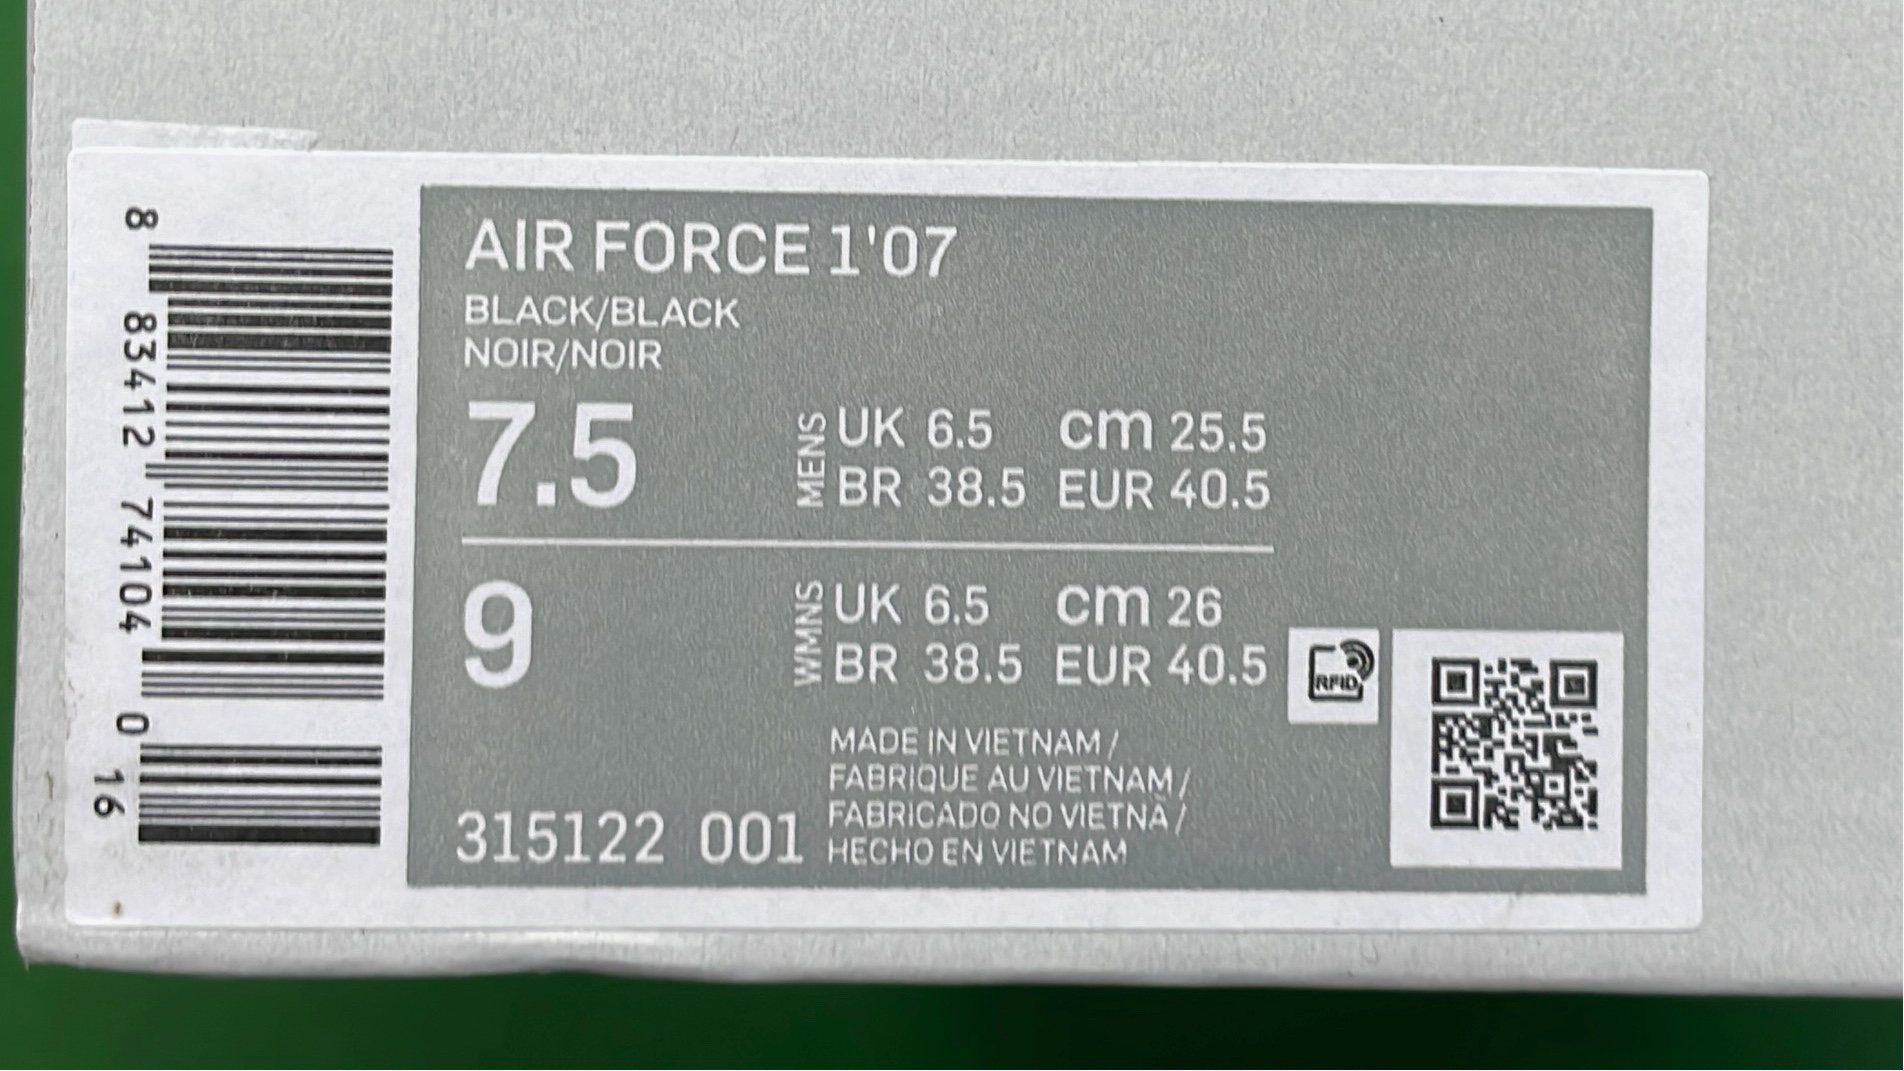 8 83412 74104 0 16
AIR FORCE 1'07
BLACK/BLACK
NOIR/NOIR
7.5 MENS UK 6.5 cm 25.5
BR 38.5 EUR 40.5
9 WMNS UK 6.5 cm 26
BR 38.5 EUR 40.5
RFID
MADE IN VIETNAM /
FABRIQUE AU VIETNAM /
FABRICADO NO VIETNÃ /
HECHO EN VIETNAM
315122 001